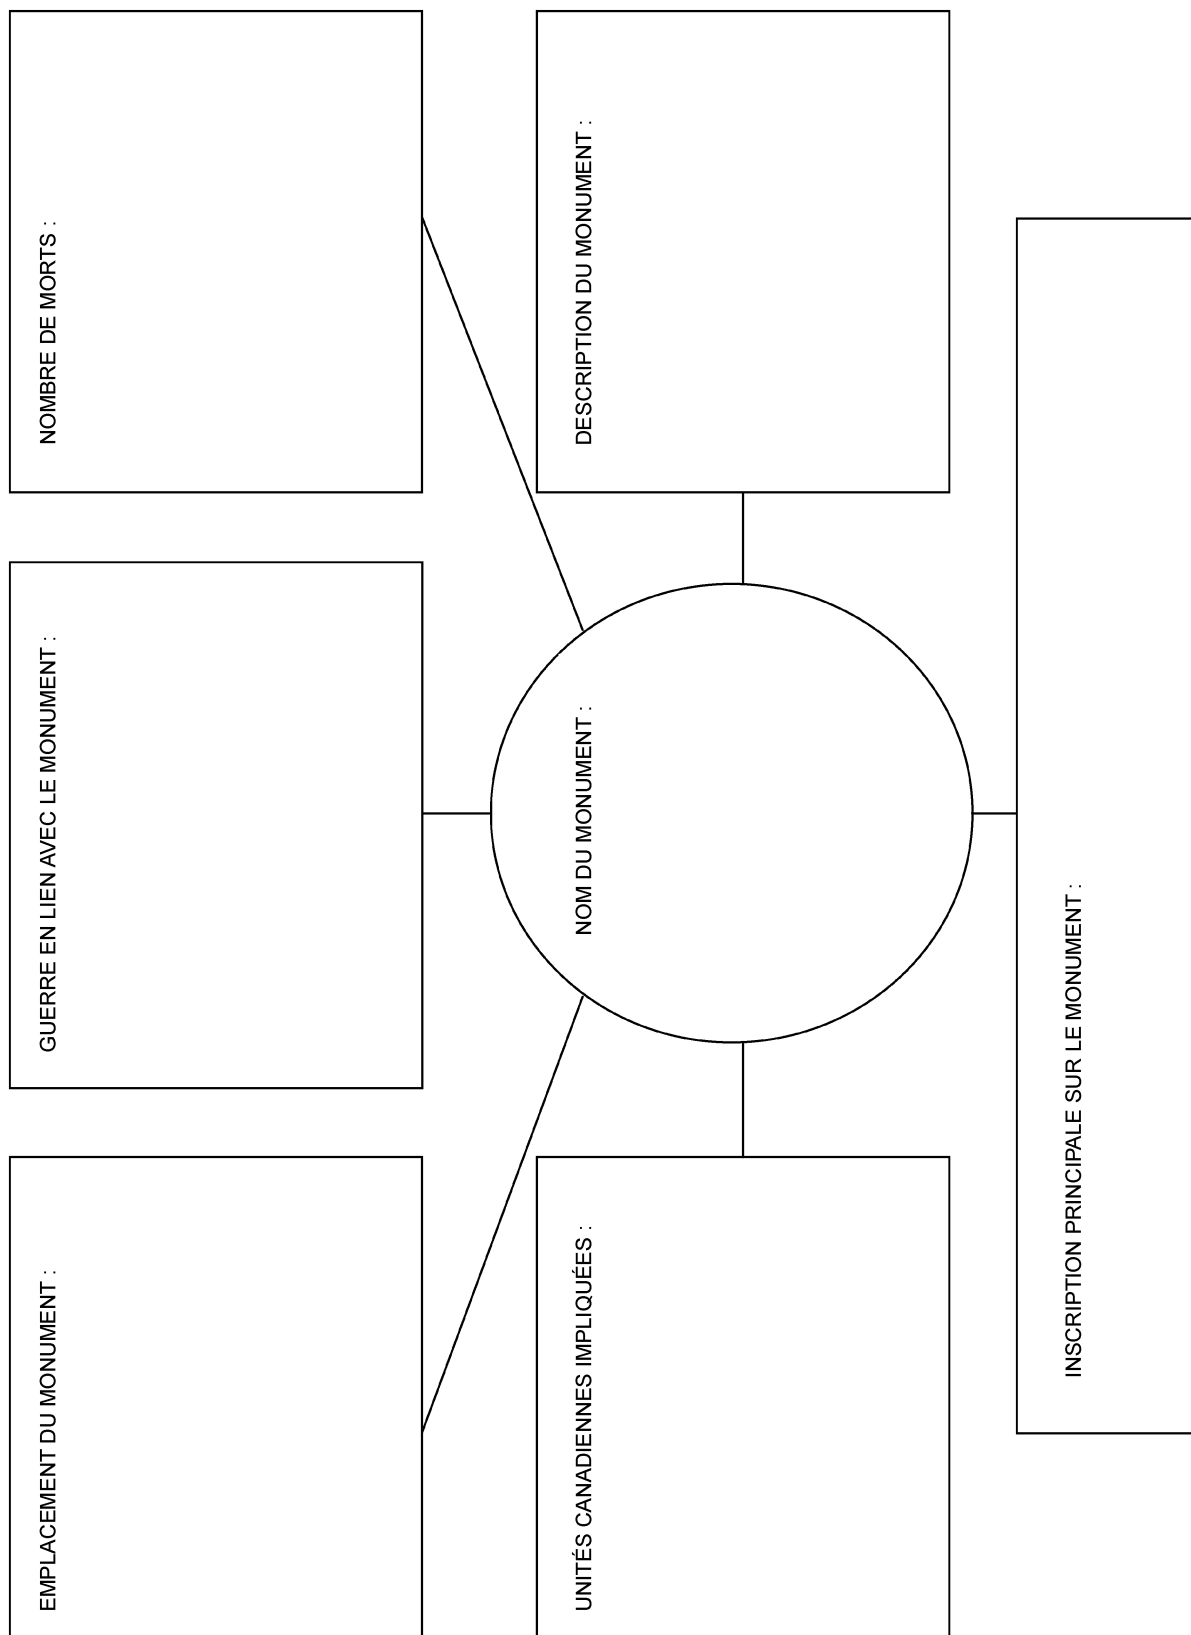 EMPLACEMENT DU MONUMENT :
GUERRE EN LIEN AVEC LE MONUMENT :
NOMBRE DE MORTS :
UNITÉS CANADIENNES IMPLIQUÉES :
NOM DU MONUMENT :
DESCRIPTION DU MONUMENT :
INSCRIPTION PRINCIPALE SUR LE MONUMENT :